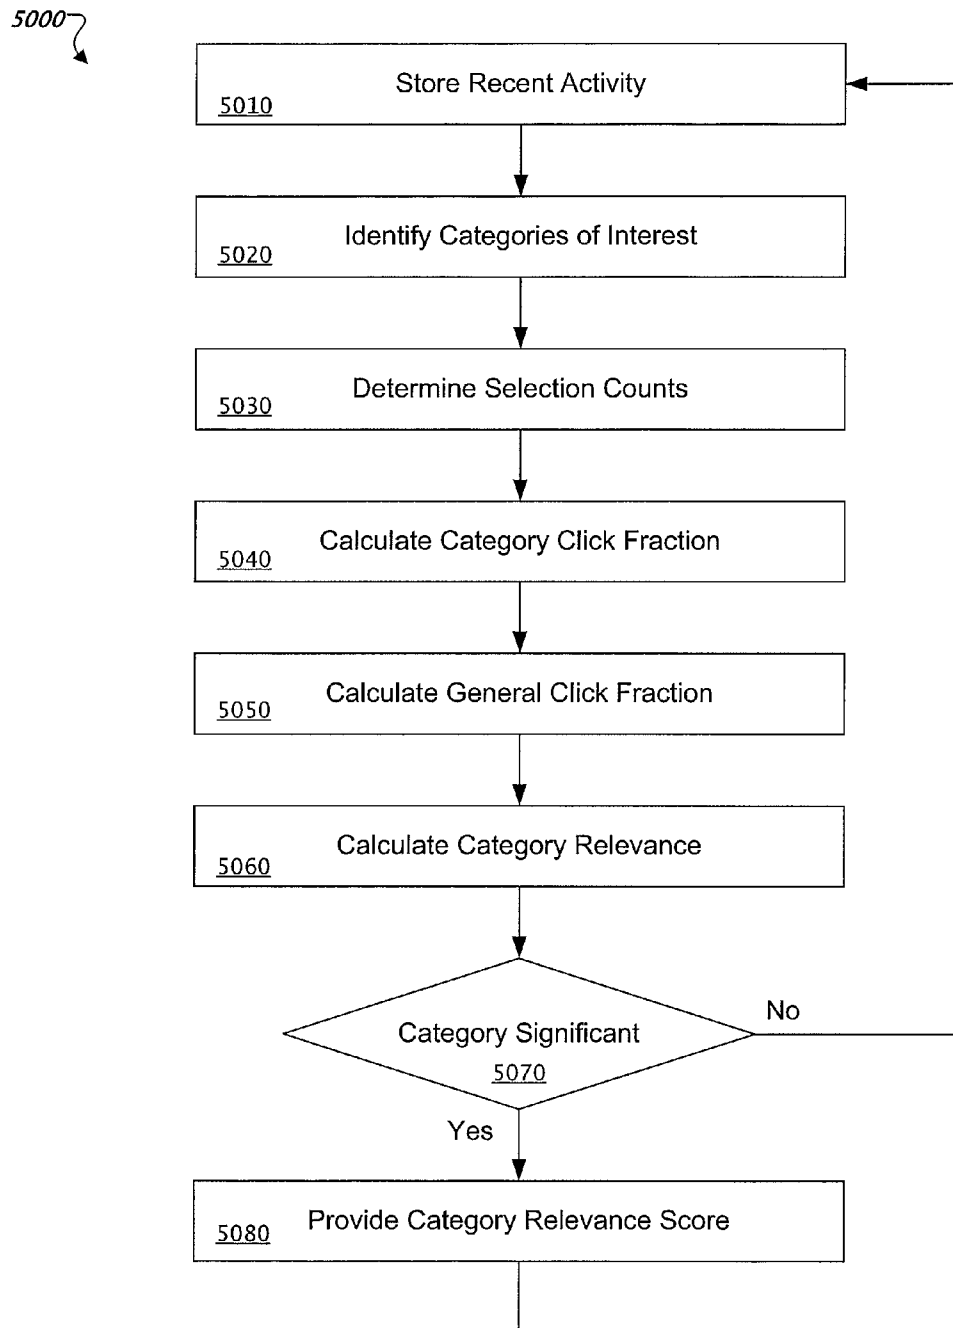 5000
Store Recent Activity
5010
Identify Categories of Interest
5020
Determine Selection Counts
5030
Calculate Category Click Fraction
5040
Calculate General Click Fraction
5050
Calculate Category Relevance
5060
No
Category Significant
5070
Yes
Provide Category Relevance Score
5080